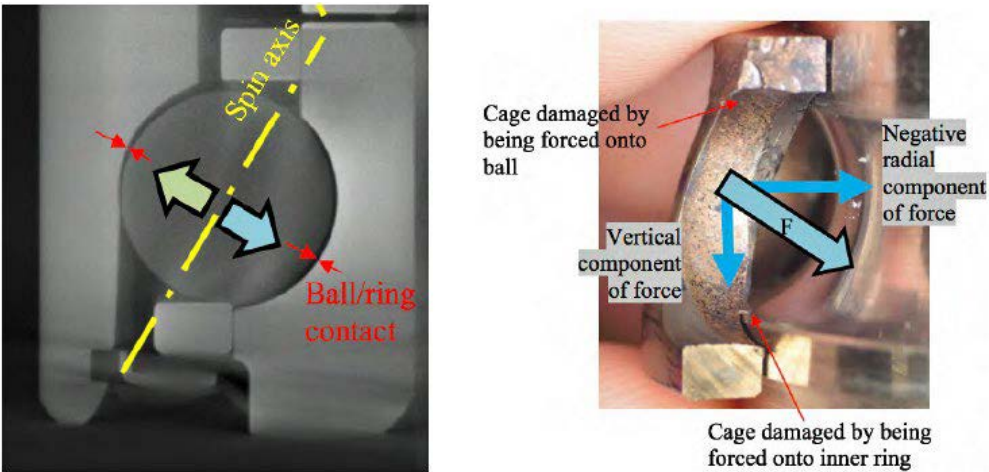 Spin axis
Ball/ring
contact
Cage damaged by
being forced onto
ball
Negative
radial
component
of force
F
Vertical
component
of force
Cage damaged by being
forced onto inner ring